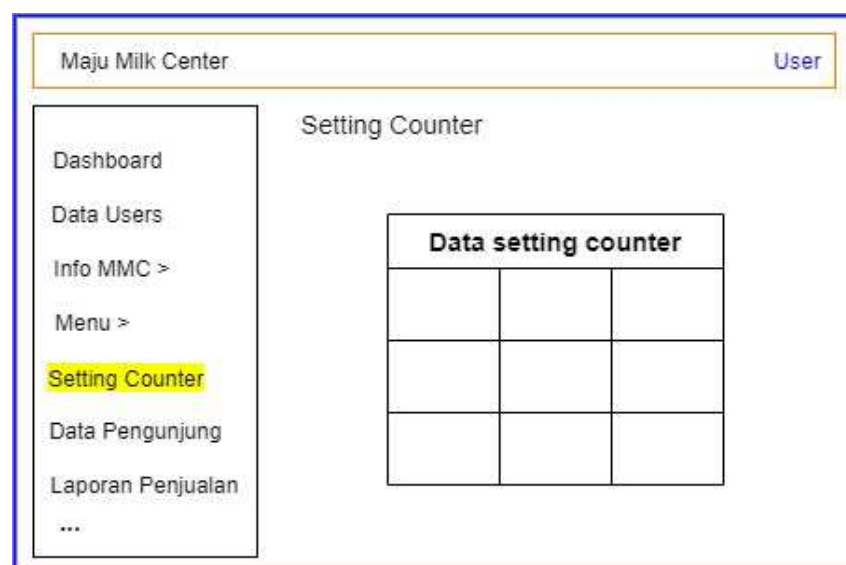 Maju Milk Center
User
Setting Counter
Dashboard
Data Users
Info MMC >
Menu >
Setting Counter
Data Pengunjung
Laporan Penjualan
...
Data setting counter